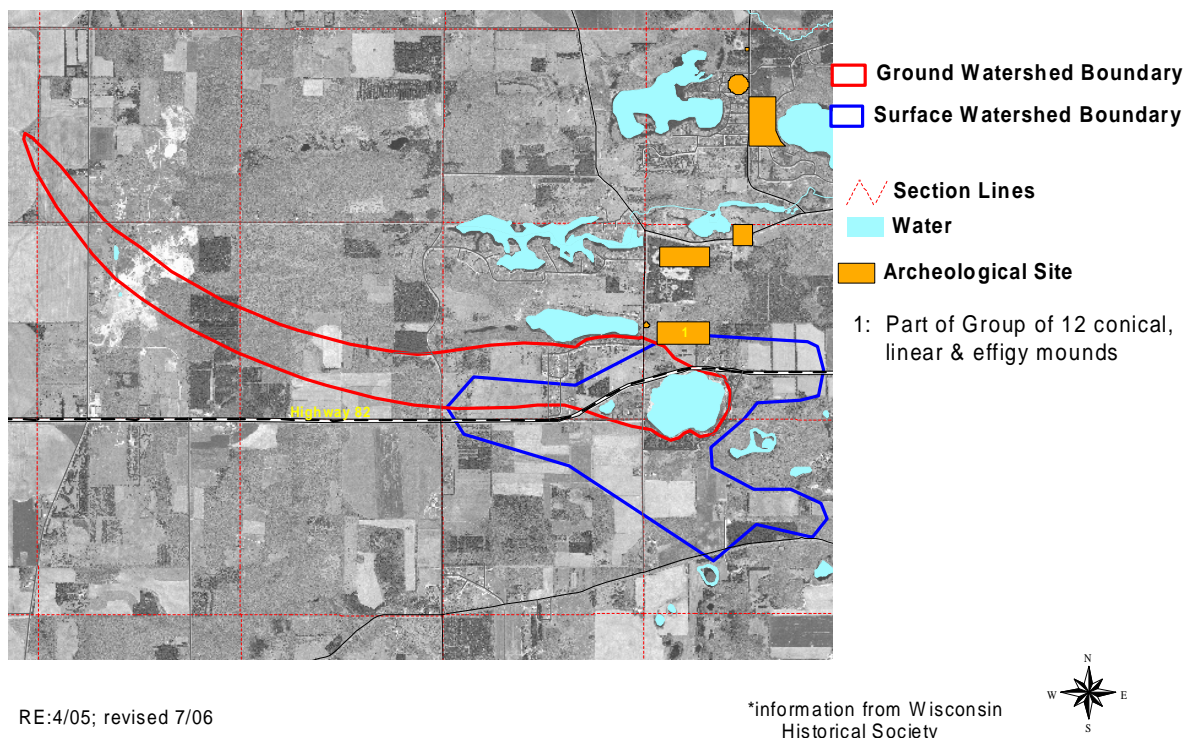 Ground Watershed Boundary
Surface Watershed Boundary
Section Lines
Water
Archeological Site
1: Part of Group of 12 conical,
linear & effigy mounds
1
Highway 82
N
W E
S
RE:4/05; revised 7/06
*information from Wisconsin
Historical Society